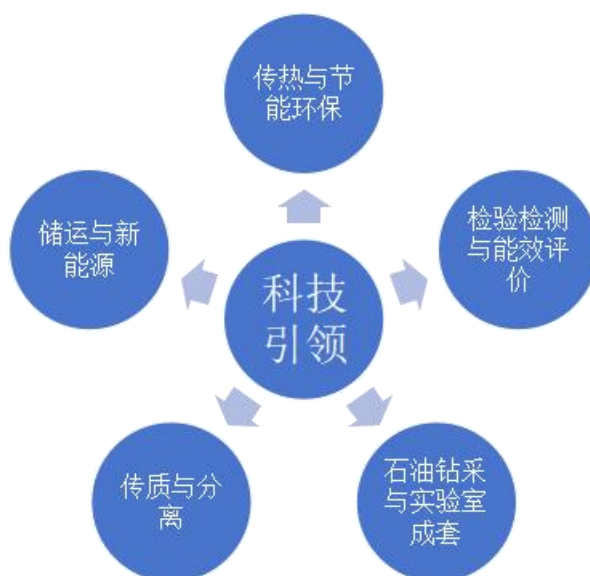 传热与节
能环保
储运与新
能源
检验检测
与能效评
价
科技
引领
传质与分
离
石油钻采
与实验室
成套